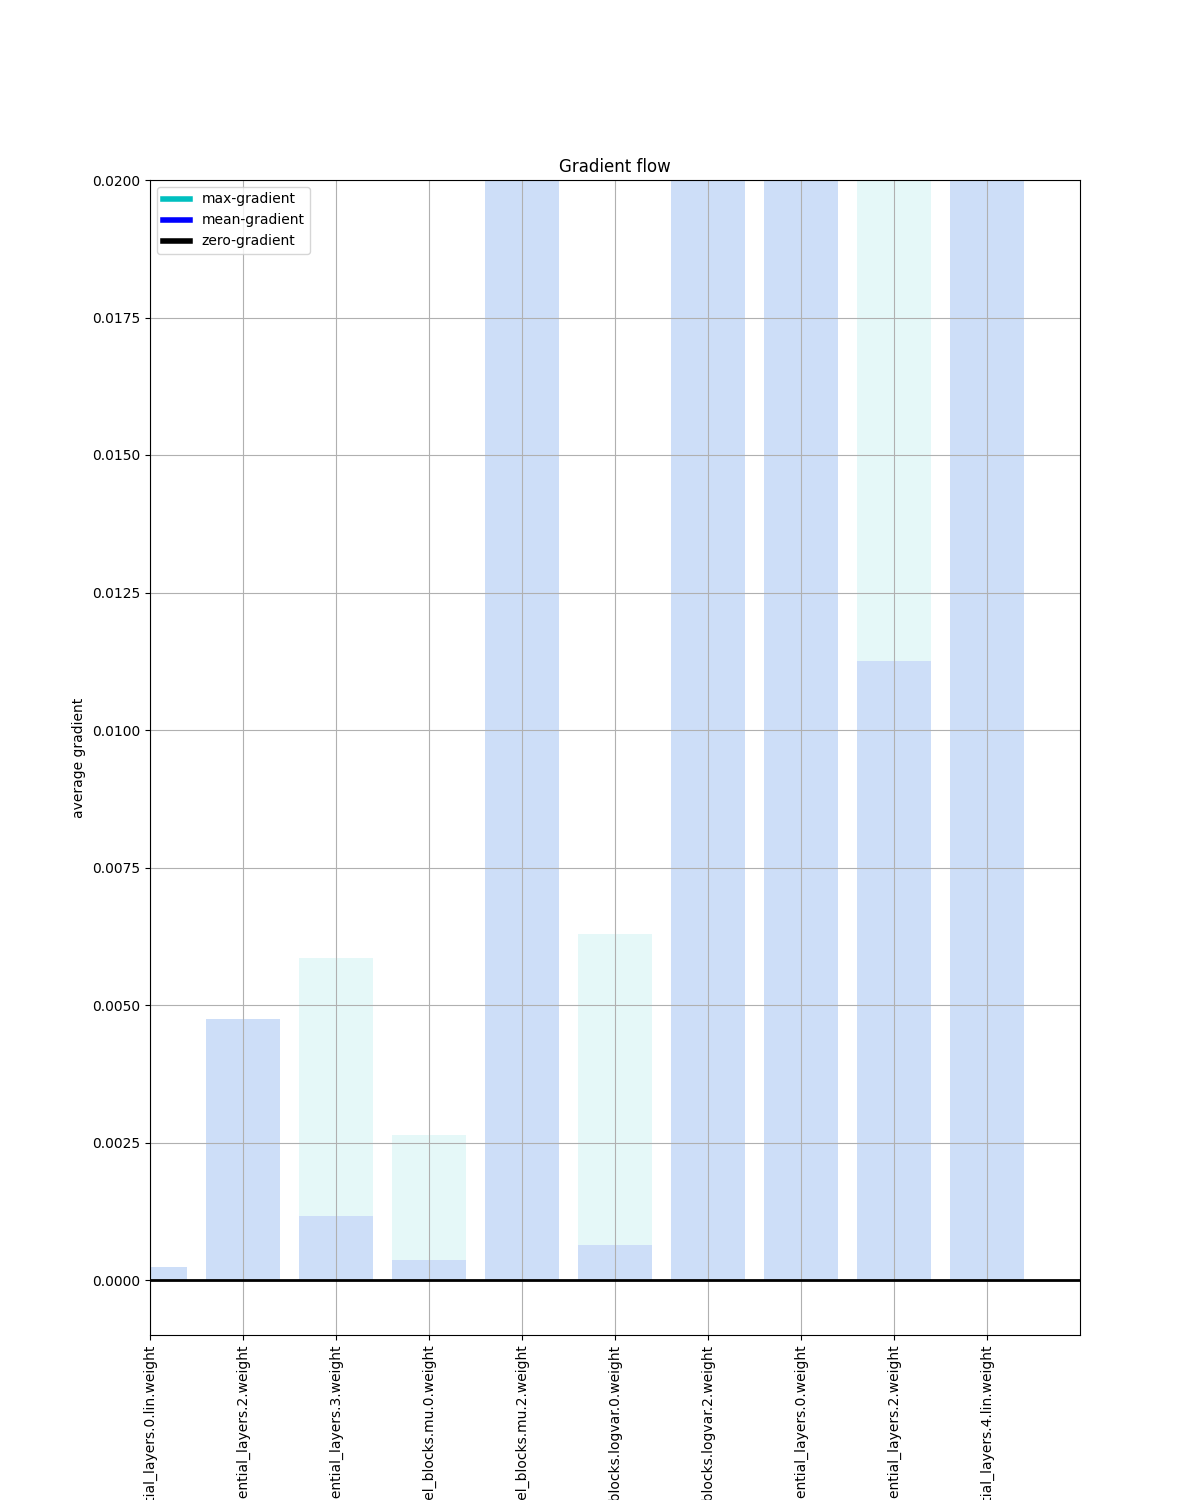 Gradient flow
max-gradient
mean-gradient
zero-gradient
0.0200
0.0175
0.0150
0.0125
0.0100
0.0075
0.0050
0.0025
0.0000
average gradient
tial_layers.0.lin.weight
ential_layers.2.weight
ential_layers.3.weight
el_blocks.mu.0.weight
el_blocks.mu.2.weight
blocks.logvar.0.weight
blocks.logvar.2.weight
ential_layers.0.weight
ential_layers.2.weight
tial_layers.4.lin.weight